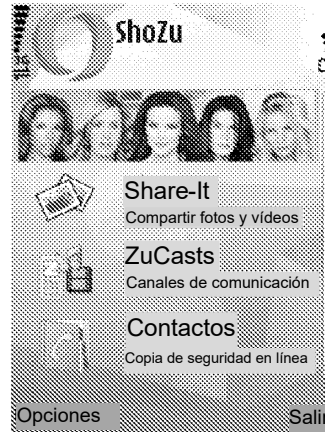 ShoZu
Share-It
Compartir fotos y vídeos
ZuCasts
Canales de comunicación
Contactos
Copia de seguridad en línea
Opciones
Salir